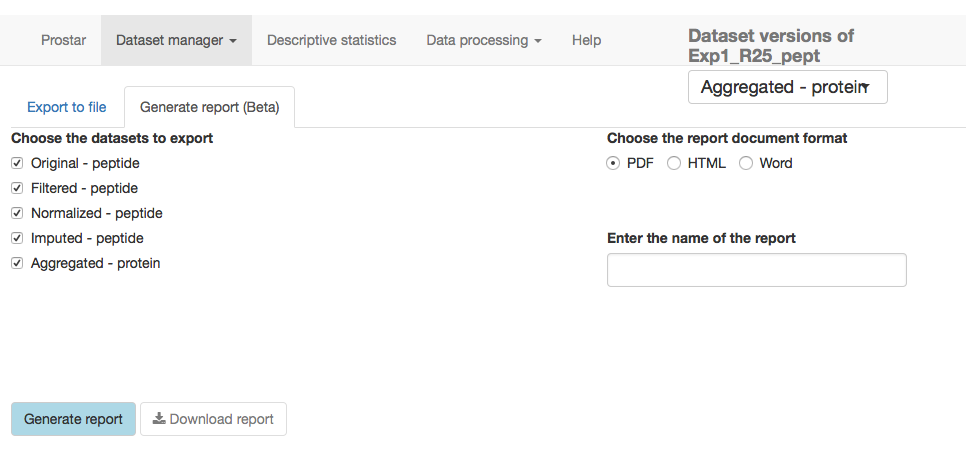 Prostar Dataset manager Descriptive statistics Data processing Help
Dataset versions of
Exp1_R25_pept
Aggregated - protein
Export to file Generate report (Beta)
Choose the datasets to export
Original - peptide
Filtered - peptide
Normalized - peptide
Imputed - peptide
Aggregated - protein
Choose the report document format
PDF HTML Word
Enter the name of the report
Generate report Download report